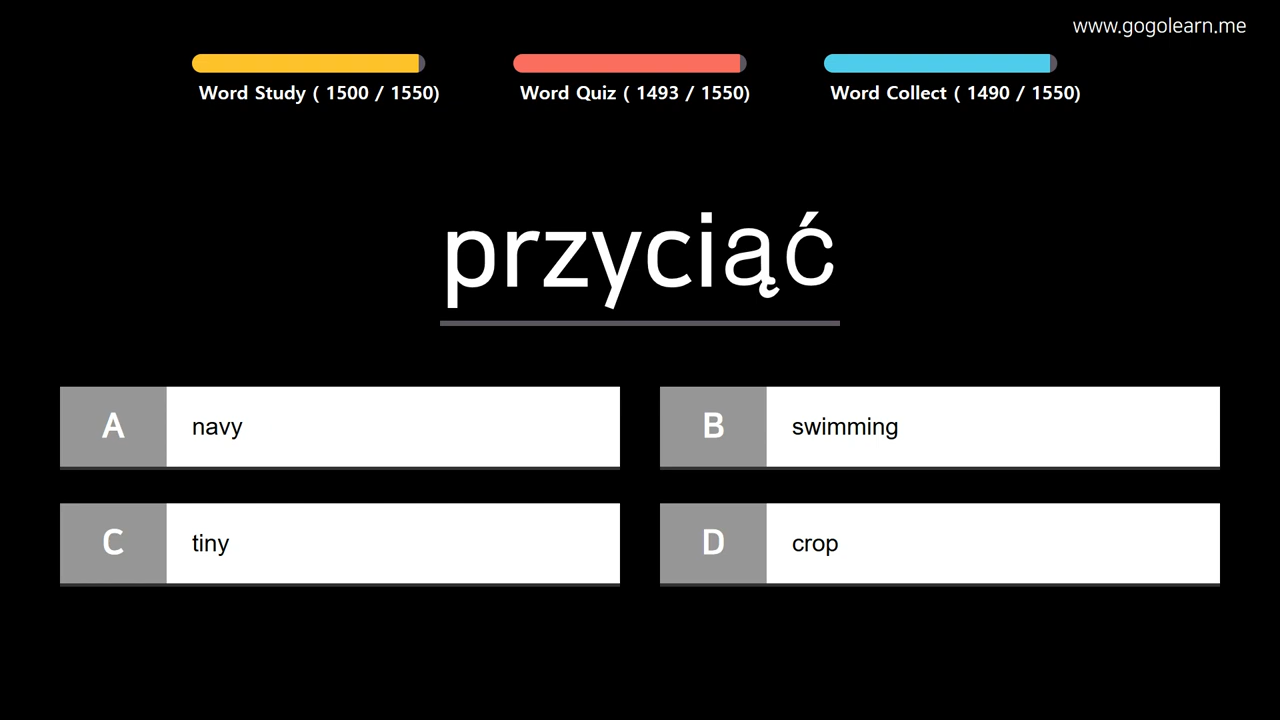 www.gogolearn.me
Word Study ( 1500 / 1550)
Word Quiz ( 1493 / 1550)
Word Collect ( 1490 / 1550)
przyciąć
A navy
B swimming
C tiny
D crop